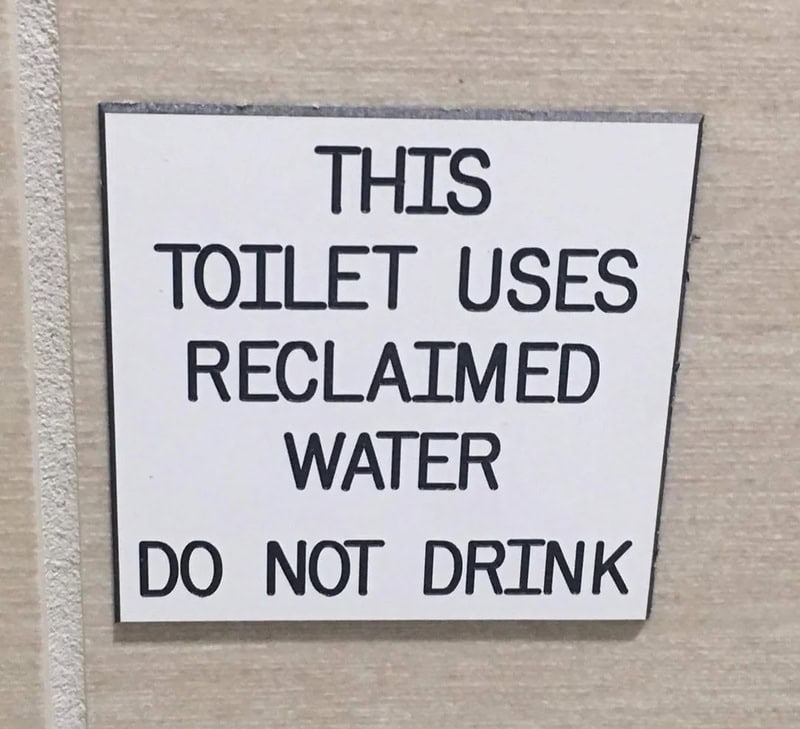 THIS
TOILET USES
RECLAIMED
WATER
DO NOT DRINK